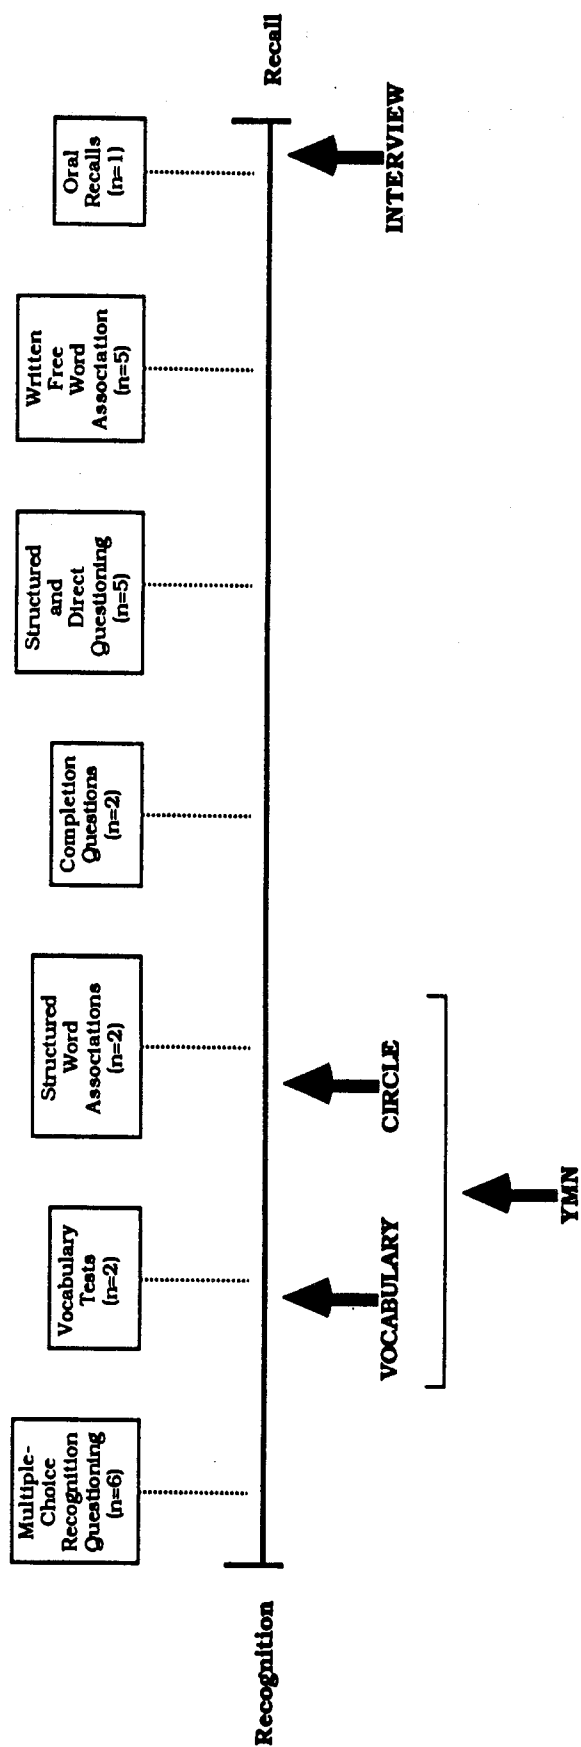 Multiple-
Choice
Recognition
Questioning
(n=6)
Vocabulary
Tests
(n=2)
Structured
Word
Associations
(n=2)
Completion
Questions
(n=2)
Structured
and
Direct
Questioning
(n=5)
Written
Free
Word
Association
(n=5)
Oral
Recalls
(n=1)
Recognition
Recall
VOCABULARY
CIRCLE
INTERVIEW
YMN